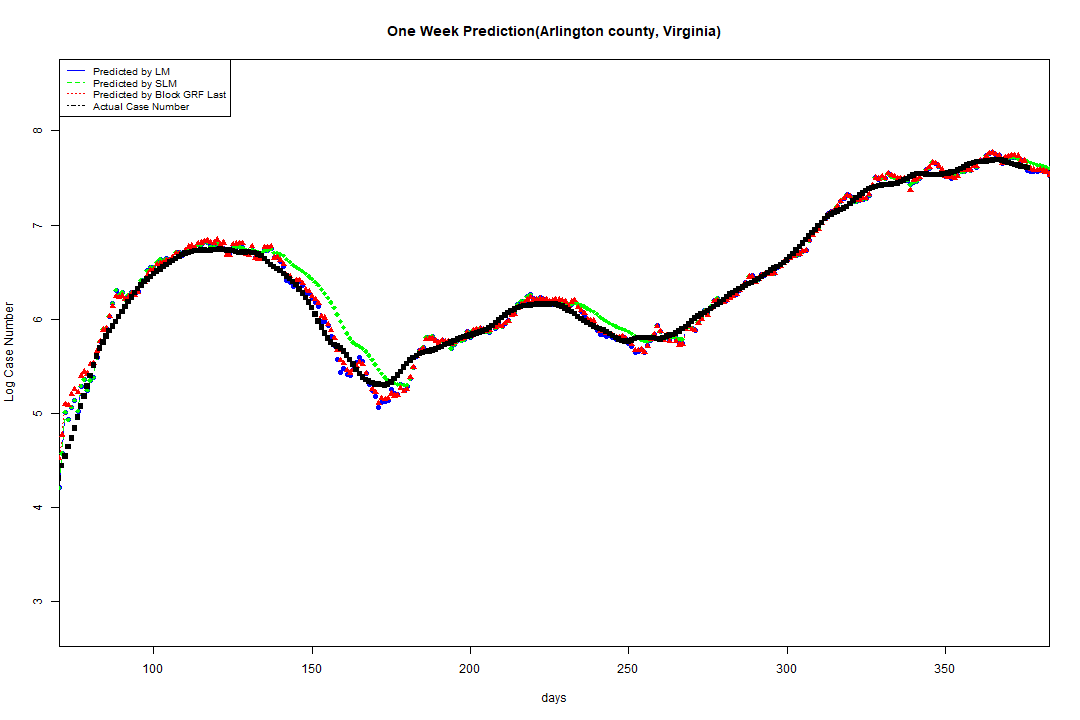 One Week Prediction(Arlington county, Virginia)
Predicted by LM
Predicted by SLM
Predicted by Block GRF Last
Actual Case Number
Log Case Number
8
7
6
5
4
3
100 150 200 250 300 350
days